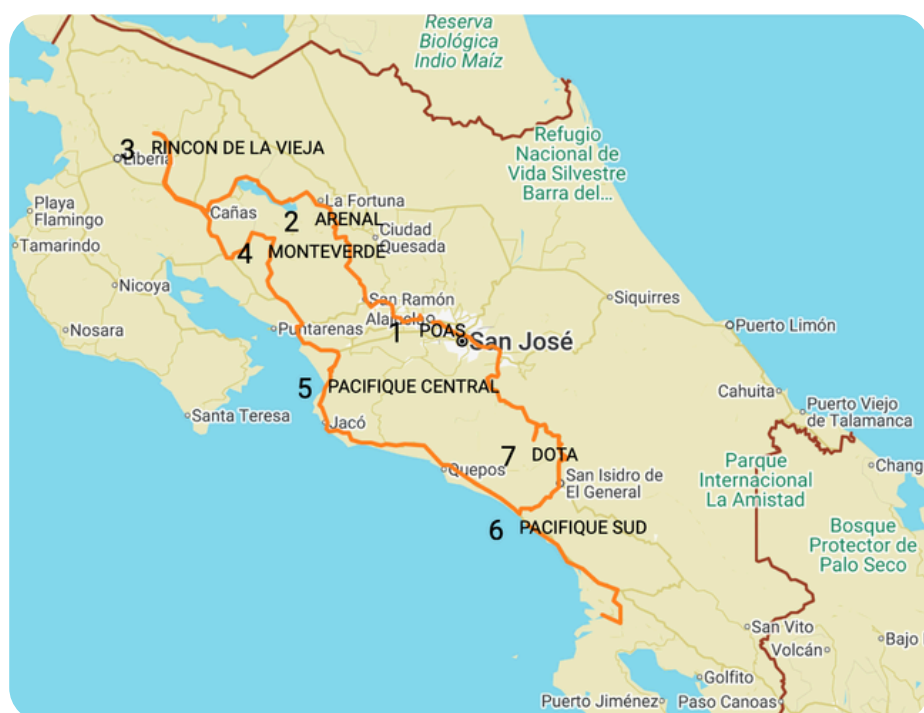 Reserva
Biológica
Indio Maíz
Refugio
Nacional de
Vida Silvestre
Barra del...
3 RINCON DE LA VIEJA
Liberia
Playa
Flamingo
Tamarindo
Cañas
La Fortuna
2 ARENAL
Ciudad
Quesada
4 MONTEVERDE
Nicoya
Nosara
San Ramón
Siquirres
Puntarenas
Alajuela
1 POAS
San José
Puerto Limón
5 PACIFIQUE CENTRAL
Cahuita
Puerto Viejo
de Talamanca
Santa Teresa
Jacó
7 DOTA
Quepos
San Isidro de
El General
Parque
Internacional
La Amistad
Chang
6 PACIFIQUE SUD
Bosque
Protector de
Palo Seco
San Vito
Volcán
Bajo
Golfito
Puerto Jiménez
Paso Canoas